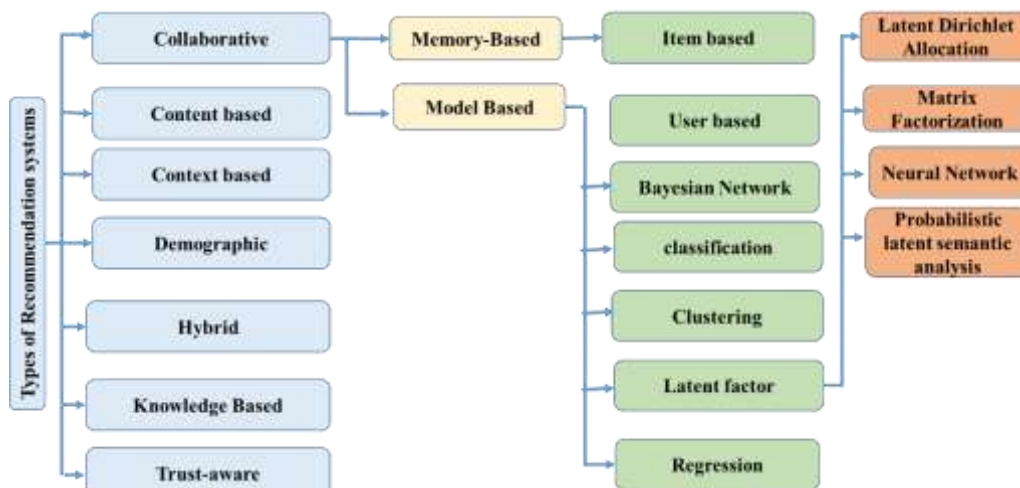 Types of Recommendation systems
Collaborative
Content based
Context based
Demographic
Hybrid
Knowledge Based
Trust-aware
Memory-Based
Model Based
Item based
User based
Bayesian Network
classification
Clustering
Latent factor
Regression
Latent Dirichlet
Allocation
Matrix
Factorization
Neural Network
Probabilistic
latent semantic
analysis